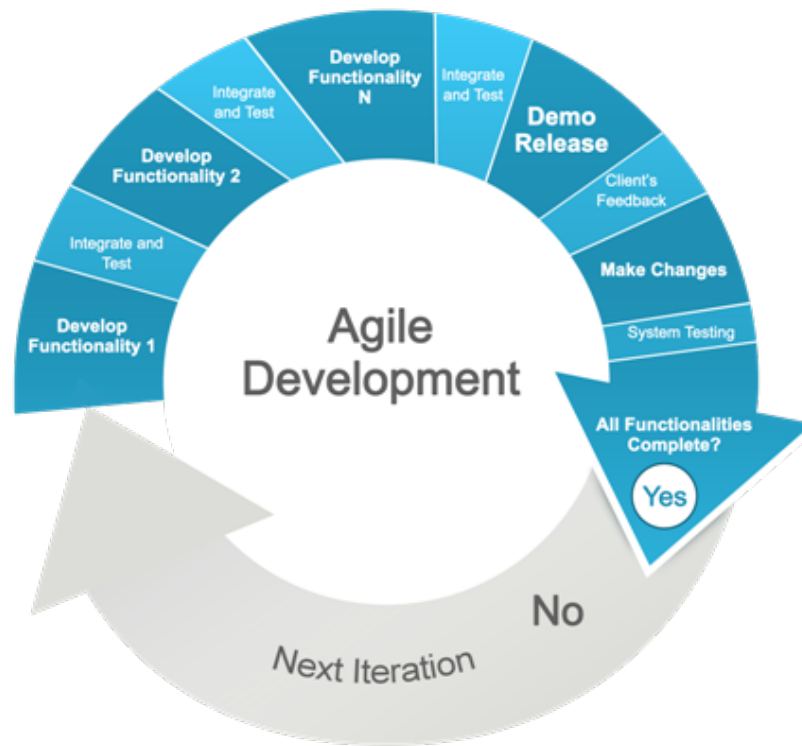 Develop
Functionality 1
Integrate and
Test
Develop
Functionality 2
Integrate
and Test
Develop
Functionality
N
Integrate
and Test
Demo
Release
Client's
Feedback
Make Changes
System Testing
All Functionalities
Complete?
Yes
No
Next Iteration
Agile
Development